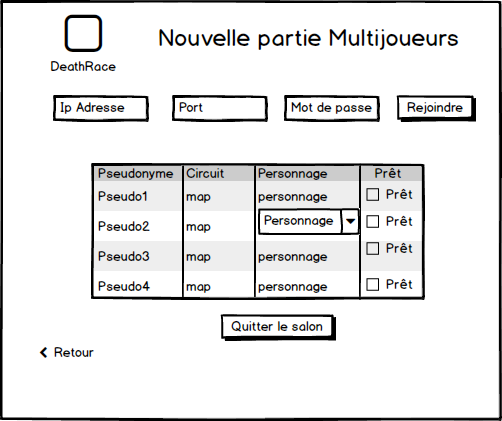 Nouvelle partie Multijoueurs
DeathRace
Ip Adresse Port Mot de passe Rejoindre
Pseudonyme Circuit Personnage Prêt
Pseudo1 map personnage Prêt
Pseudo2 map Personnage Prêt
Pseudo3 map personnage Prêt
Pseudo4 map personnage Prêt
Quitter le salon
Retour